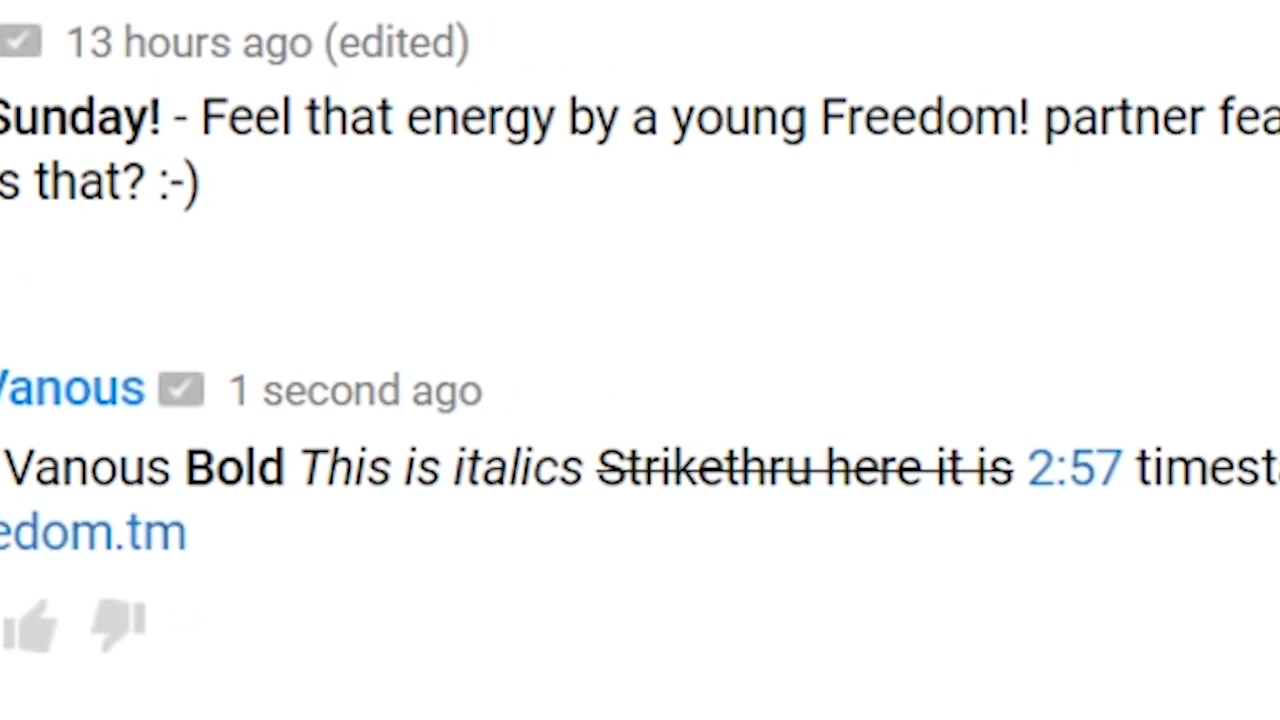 13 hours ago (edited)
Sunday! - Feel that energy by a young Freedom! partner fea
s that? :-)
Vanous 1 second ago
Vanous Bold This is italics Strikethru here it is 2:57 timest
edom.tm